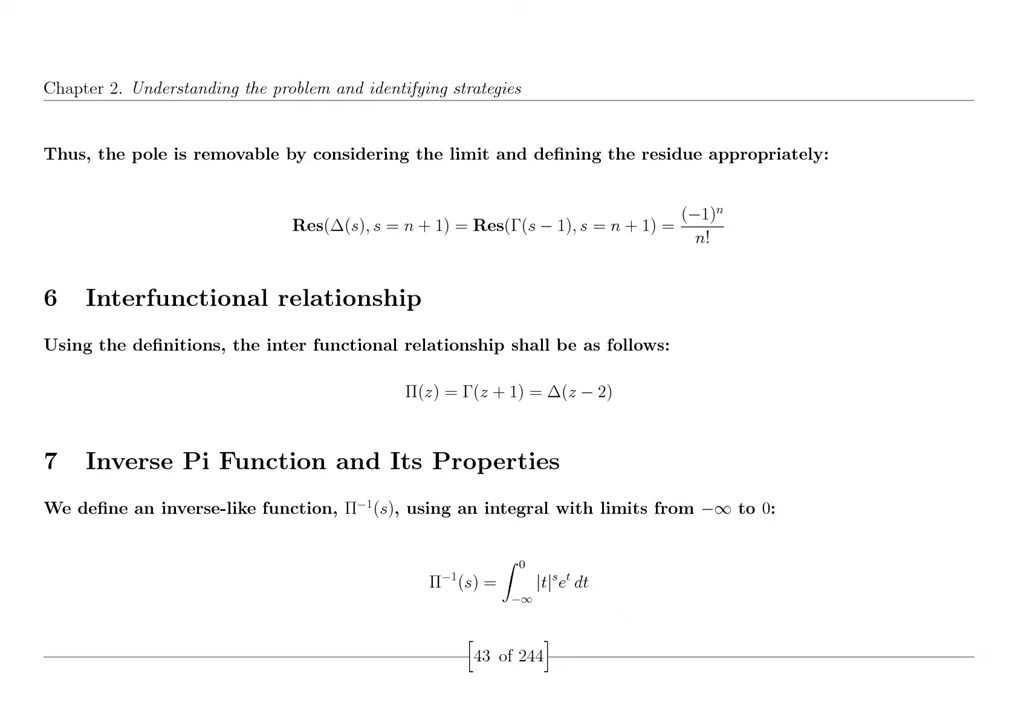 Chapter 2. Understanding the problem and identifying strategies
Thus, the pole is removable by considering the limit and defining the residue appropriately:
Res(Δ(s), s = n + 1) = Res(Γ(s − 1), s = n + 1) = (−1)ⁿ / n!
6 Interfunctional relationship
Using the definitions, the inter functional relationship shall be as follows:
Π(z) = Γ(z + 1) = Δ(z − 2)
7 Inverse Pi Function and Its Properties
We define an inverse-like function, Π⁻¹(s), using an integral with limits from −∞ to 0:
Π⁻¹(s) = ∫₋∞⁰ |t|ˢeᵗ dt
[43 of 244]